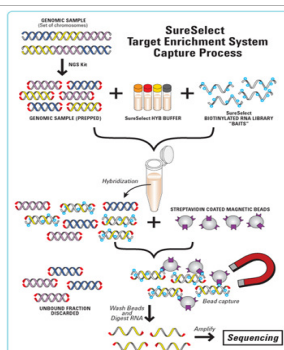 GENOMIC SAMPLE
(Set of chromosomes)
SureSelect
Target Enrichment System
Capture Process
NGS Kit
GENOMIC SAMPLE (PREPPED)
SureSelect HYB BUFFER
SureSelect
BIOTINYLATED RNA LIBRARY
"BAITS"
Hybridization
STREPTAVIDIN COATED MAGNETIC BEADS
Bead capture
UNBOUND FRACTION
DISCARDED
Wash Beads
and
Digest RNA
Amplify
Sequencing